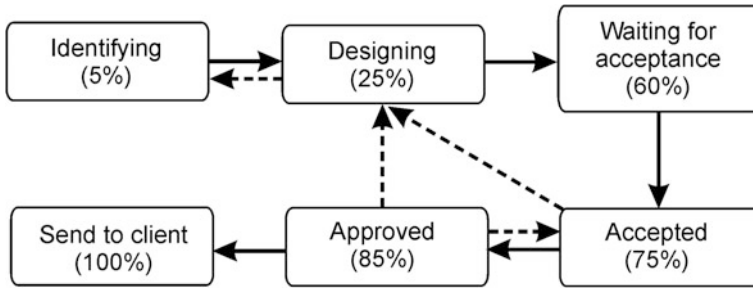 Identifying
(5%)
Designing
(25%)
Waiting for
acceptance
(60%)
Send to client
(100%)
Approved
(85%)
Accepted
(75%)